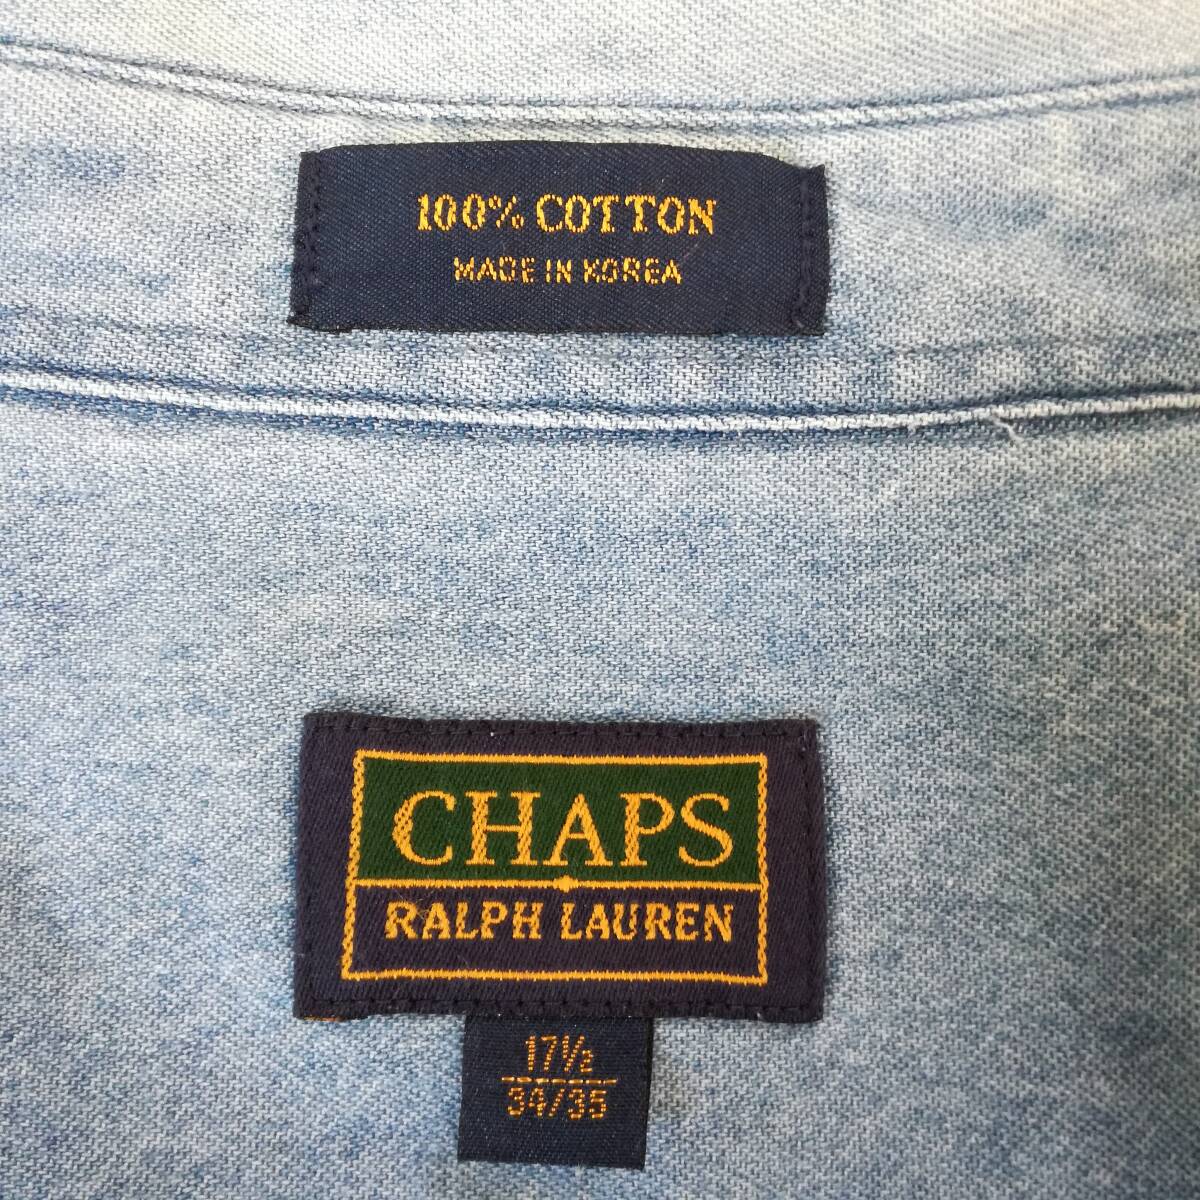 100% COTTON
MADE IN KOREA
CHAPS
RALPH LAUREN
17½
34/35